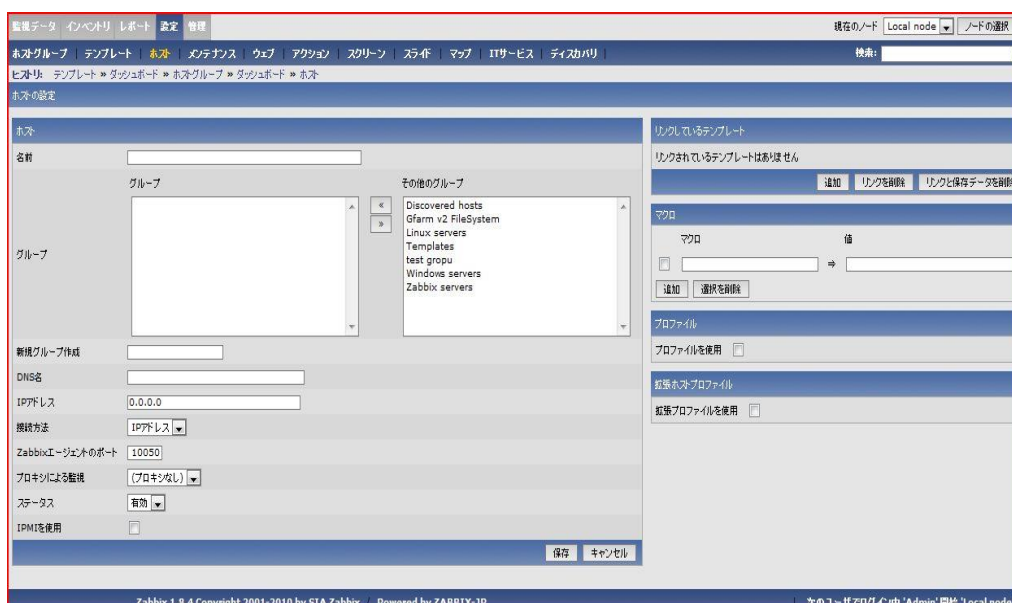 監視データ インベントリ レポート 設定 管理 現在のノード Local node ノードの選択
ホストグループ | テンプレート | ホスト | メンテナンス | ウェブ | アクション | スクリーン | スライド | マップ | ITサービス | ディスカバリ | 検索:
ヒストリ: テンプレート » ダッシュボード » ホストグループ » ダッシュボード » ホスト
ホストの設定
ホスト
名前
グループ
グループ
その他のグループ
«
»
Discovered hosts
Gfarm v2 FileSystem
Linux servers
Templates
test gropu
Windows servers
Zabbix servers
新規グループ作成
DNS名
IPアドレス 0.0.0.0
接続方法 IPアドレス
Zabbixエージェントのポート 10050
プロキシによる監視 (プロキシなし)
ステータス 有効
IPMIを使用
保存 キャンセル
リンクしているテンプレート
リンクされているテンプレートはありません
追加 リンクを削除 リンクと保存データを削除
マクロ
マクロ 値
⇒
追加 選択を削除
プロファイル
プロファイルを使用
拡張ホストプロファイル
拡張プロファイルを使用
Zabbix 1.8.4 Copyright 2001-2010 by SIA Zabbix / Powered by ZABBIX-JP
次のユーザでログイン中 'Admin' 開始 'Local node